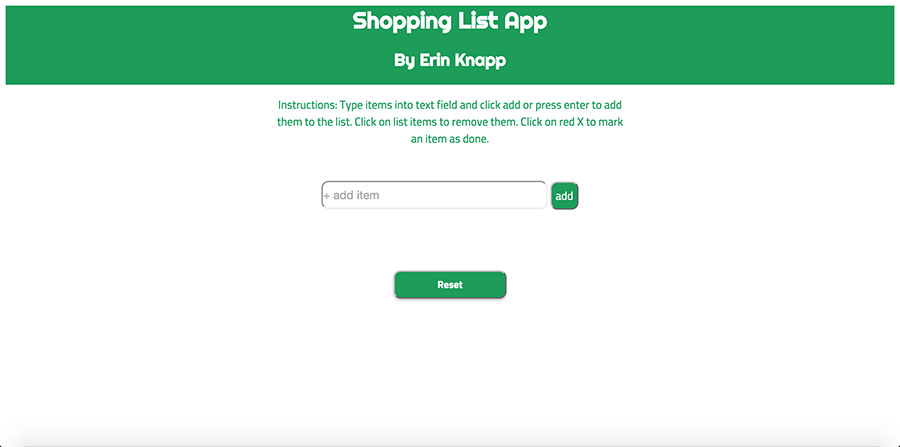 Shopping List App
By Erin Knapp
Instructions: Type items into text field and click add or press enter to add
them to the list. Click on list items to remove them. Click on red X to mark
an item as done.
+ add item
add
Reset